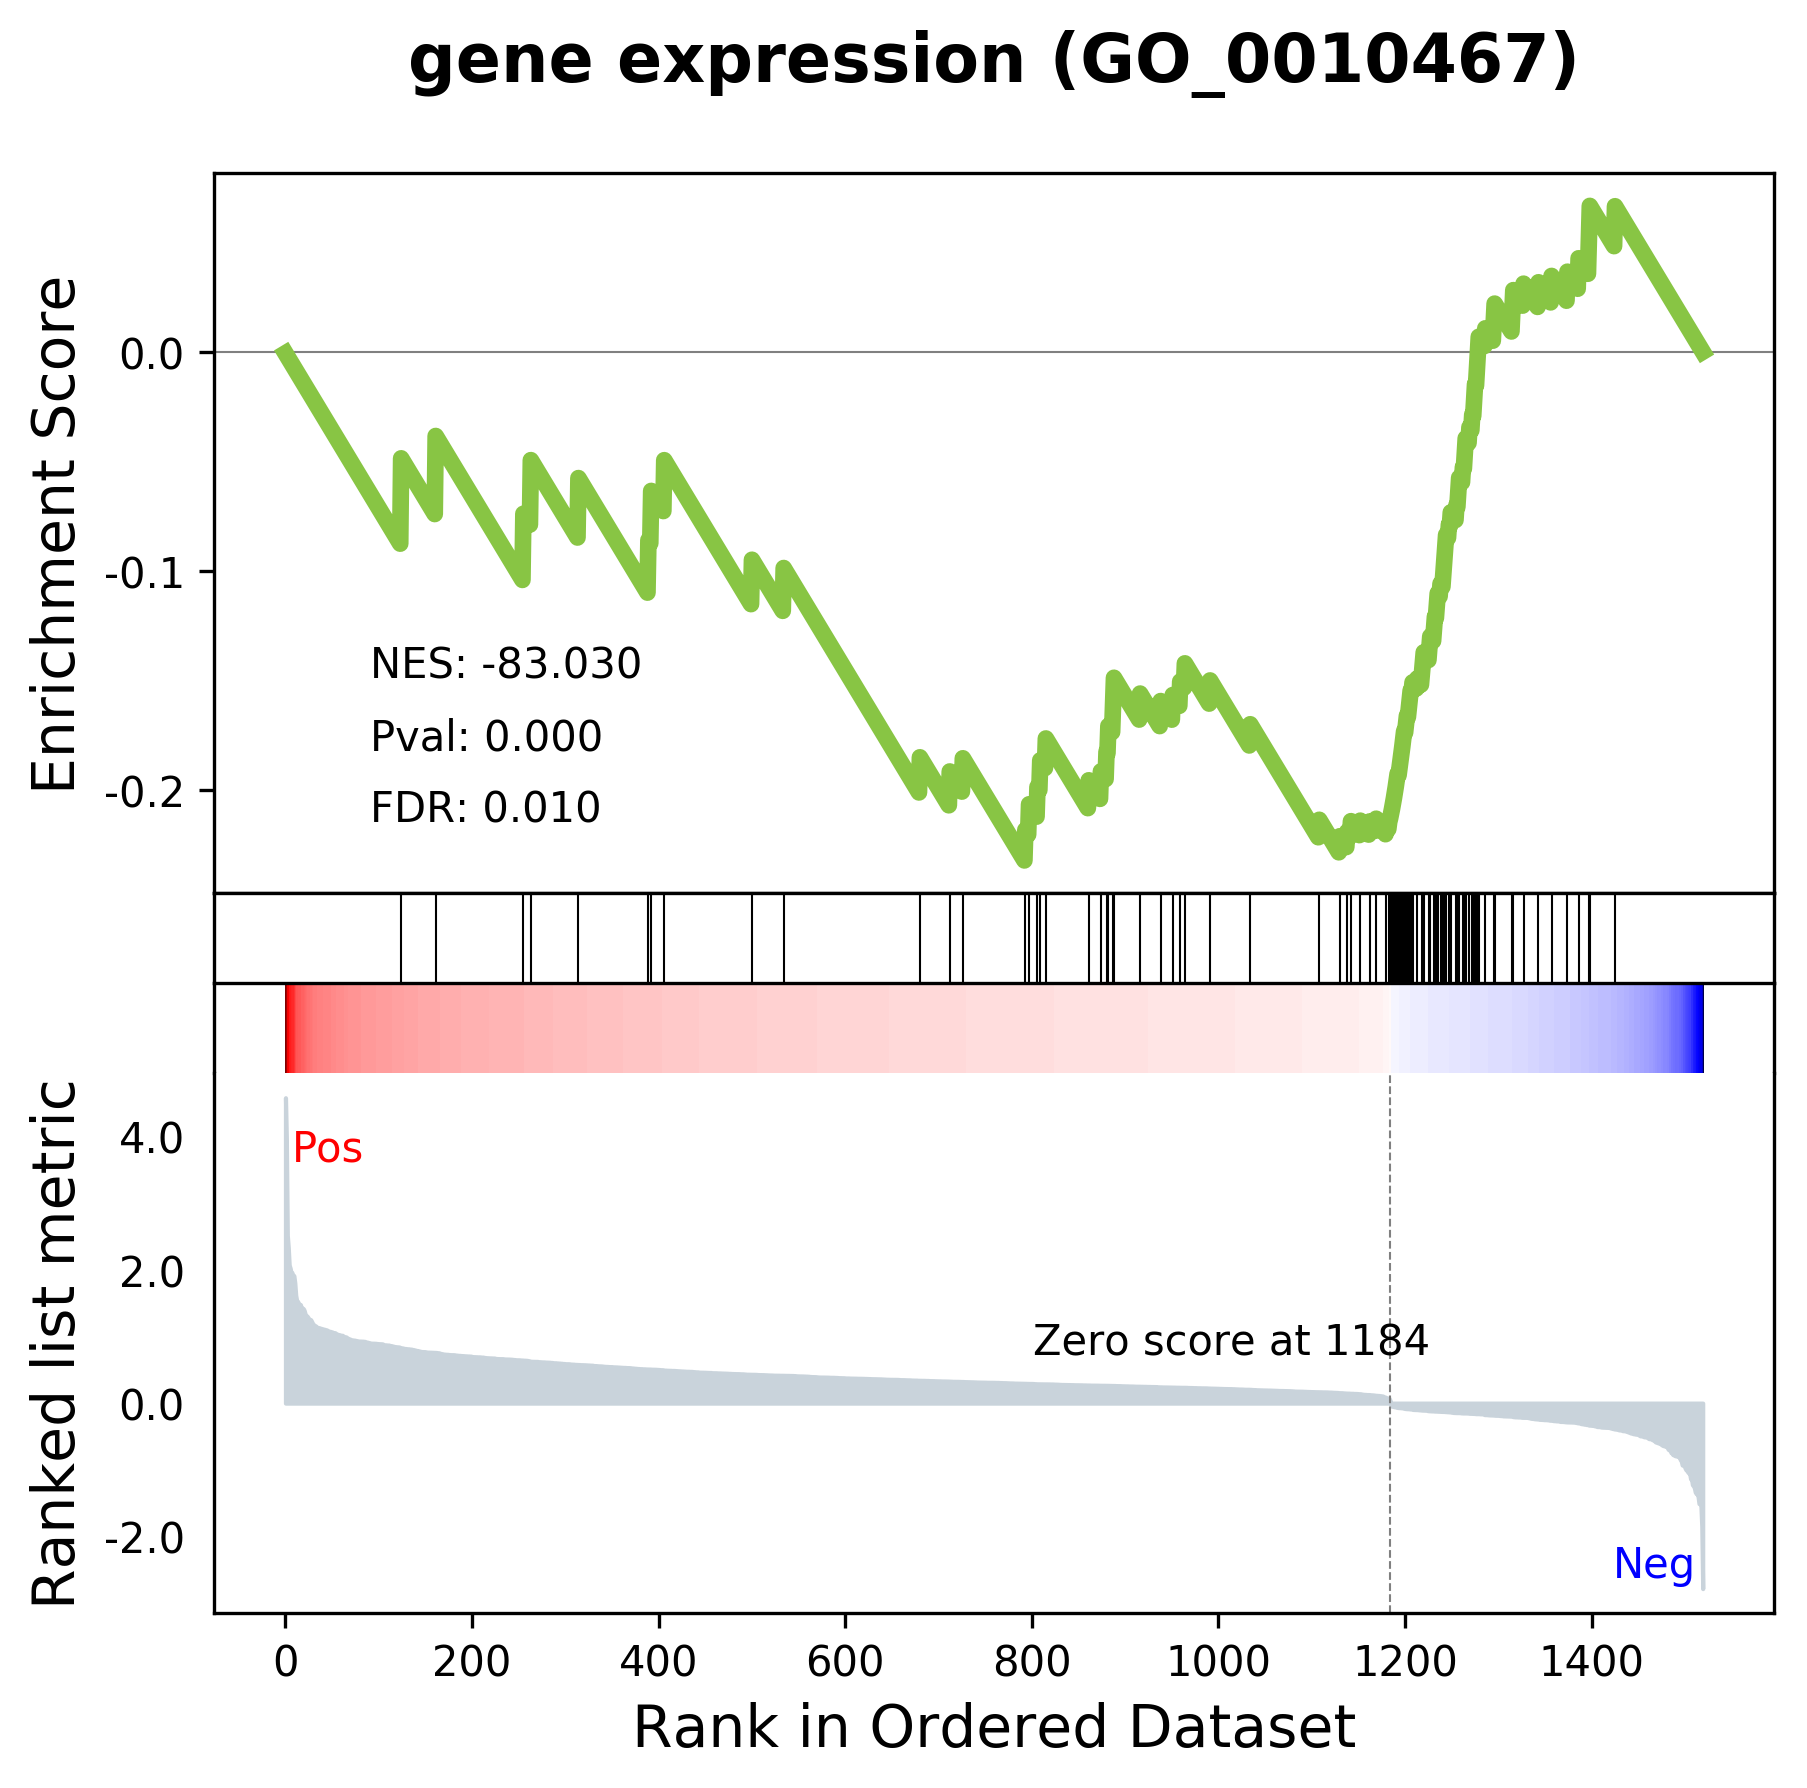 gene expression (GO_0010467)
Enrichment Score
0.0
-0.1
-0.2
NES: -83.030
Pval: 0.000
FDR: 0.010
Ranked list metric
4.0
2.0
0.0
-2.0
Pos
Zero score at 1184
Neg
0 200 400 600 800 1000 1200 1400
Rank in Ordered Dataset